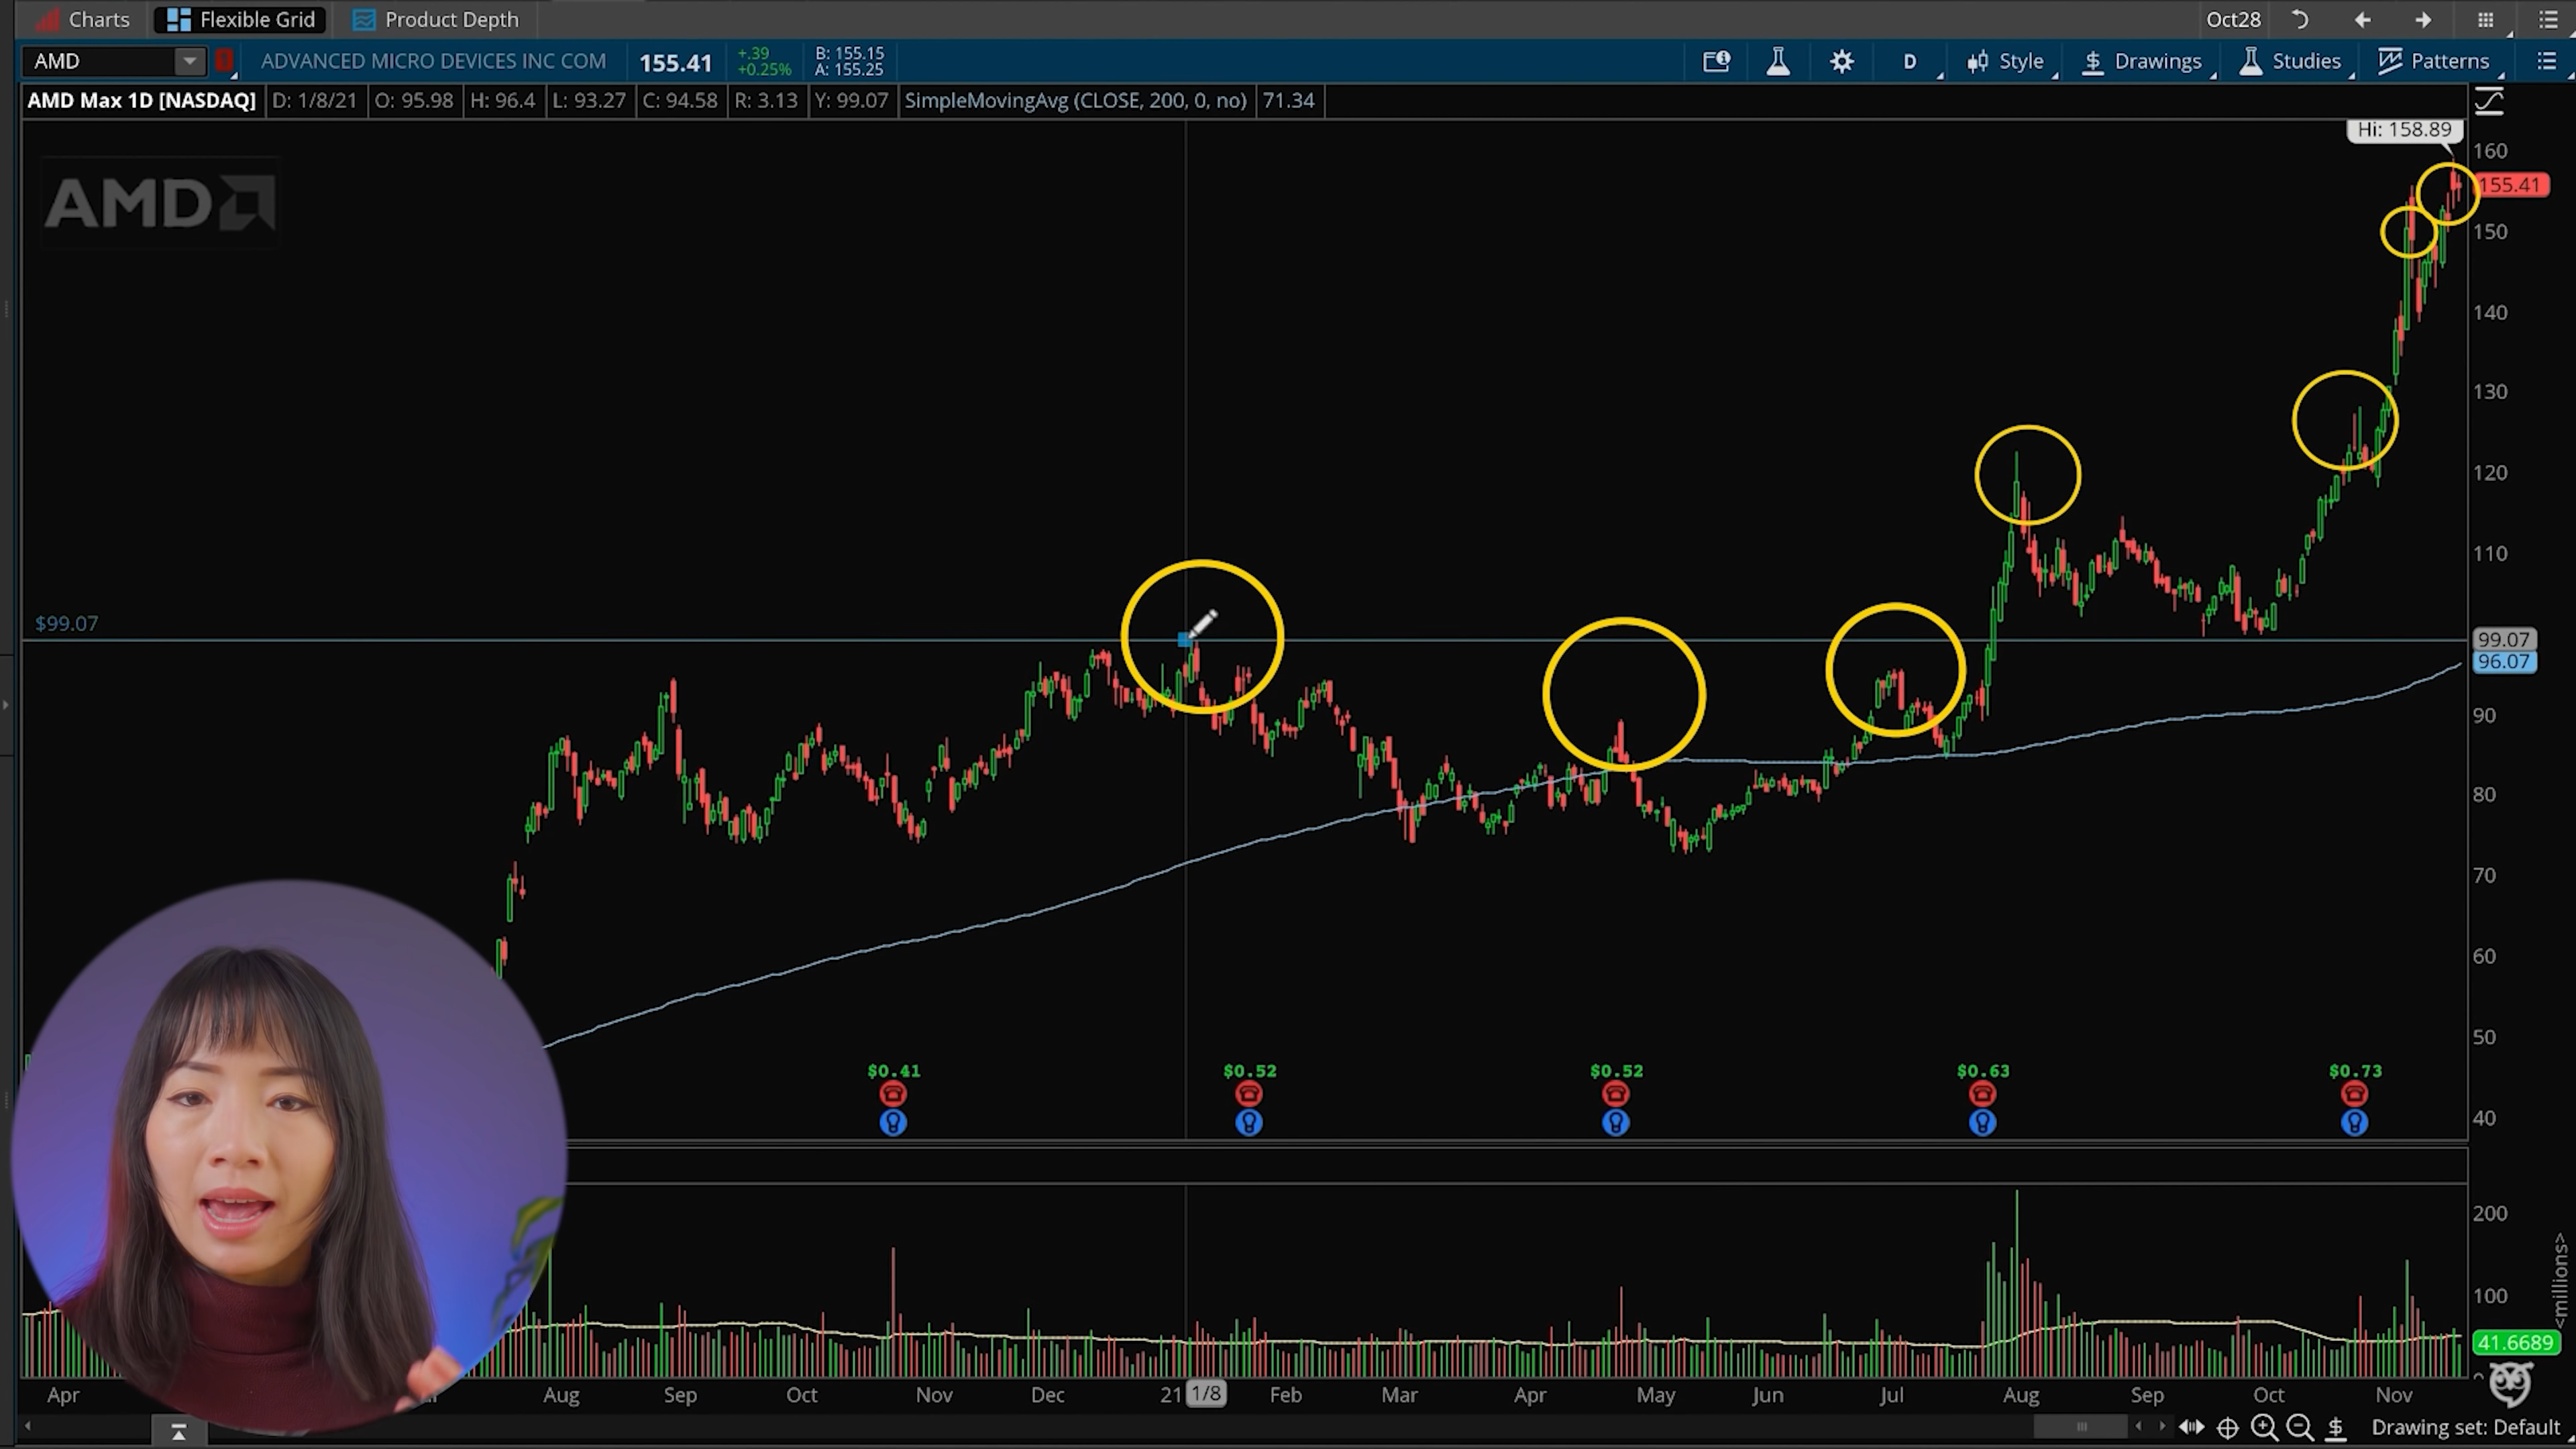 Charts Flexible Grid Product Depth Oct28
AMD ADVANCED MICRO DEVICES INC COM 155.41 +.39 +0.25% B: 155.15 A: 155.25 D Style Drawings Studies Patterns
AMD Max 1D [NASDAQ] D: 1/8/21 O: 95.98 H: 96.4 L: 93.27 C: 94.58 R: 3.13 Y: 99.07 SimpleMovingAvg (CLOSE, 200, 0, no) 71.34
Hi: 158.89
160
AMD
155.41
150
140
130
120
110
$99.07
99.07
96.07
90
80
70
60
50
$0.41 $0.52 $0.52 $0.63 $0.73
40
200
100
<millions>
41.6689
Apr Aug Sep Oct Nov Dec 21 1/8 Feb Mar Apr May Jun Jul Aug Sep Oct Nov
Drawing set: Default